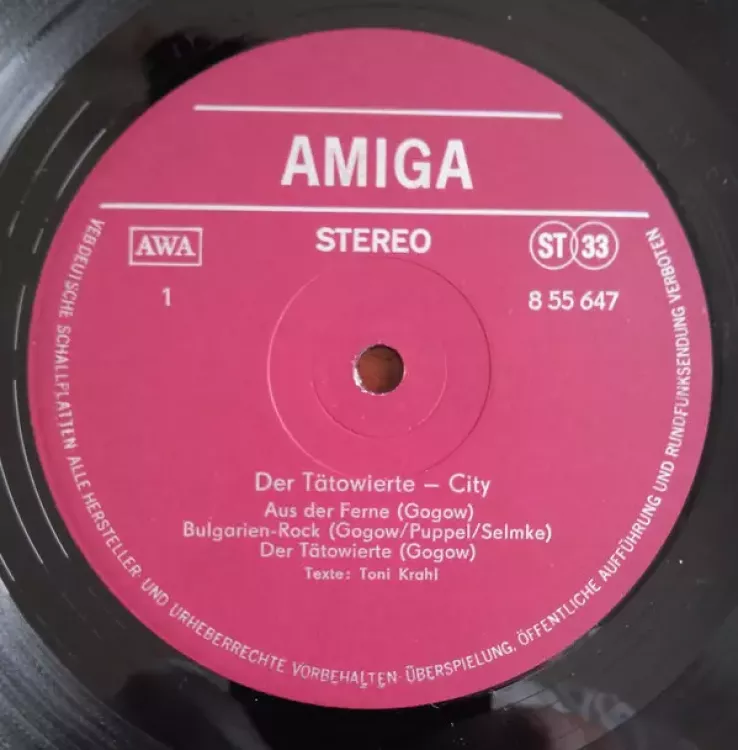 AMIGA
AWA
STEREO
ST 33
1
8 55 647
Der Tätowierte – City
Aus der Ferne (Gogow)
Bulgarien-Rock (Gogow/Puppel/Selmke)
Der Tätowierte (Gogow)
Texte: Toni Krahl
VEB DEUTSCHE SCHALLPLATTEN ALLE HERSTELLER- UND URHEBERRECHTE VORBEHALTEN · ÜBERSPIELUNG, ÖFFENTLICHE AUFFÜHRUNG UND RUNDFUNKSENDUNG VERBOTEN